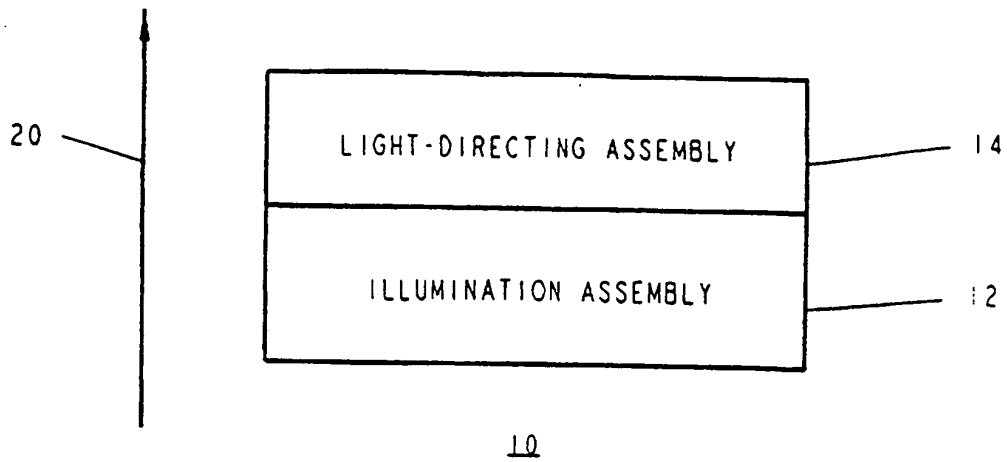 20
LIGHT-DIRECTING ASSEMBLY
14
ILLUMINATION ASSEMBLY
12
10